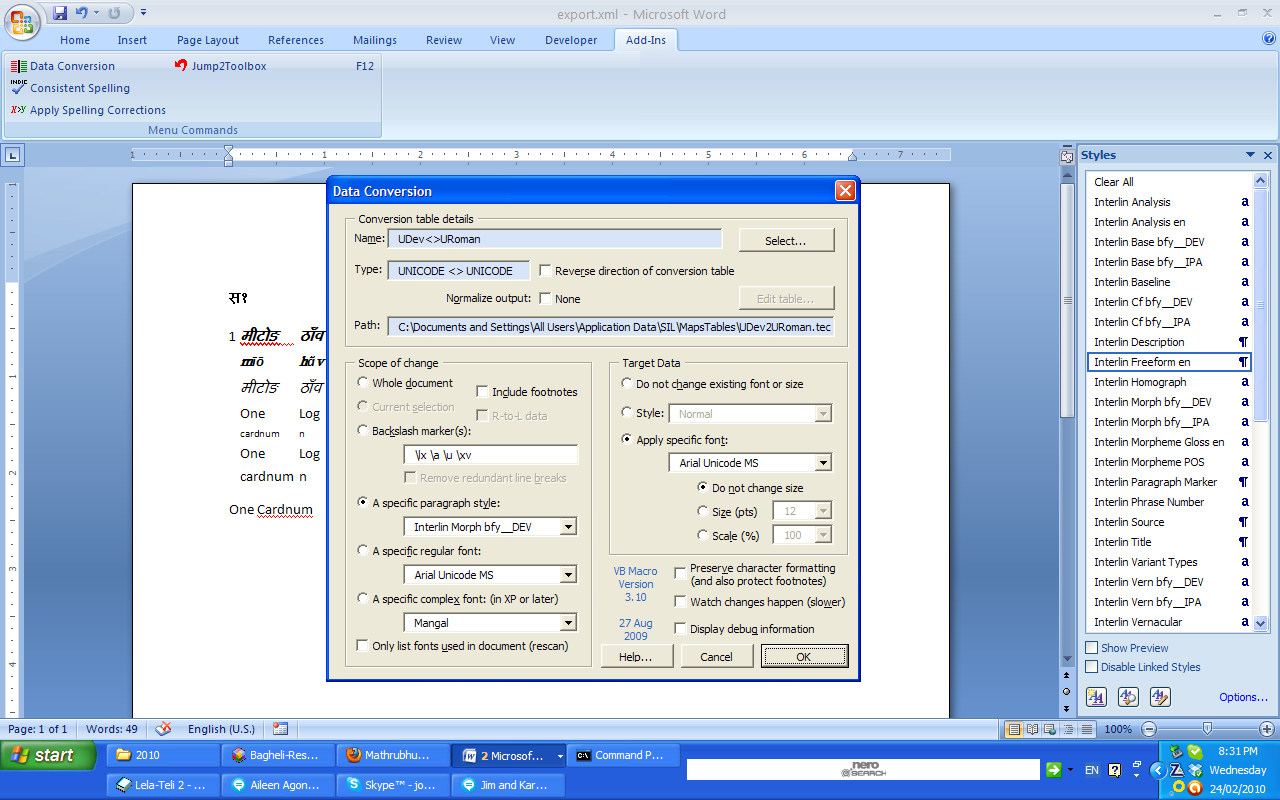 export.xml - Microsoft Word
Home Insert Page Layout References Mailings Review View Developer Add-Ins
Data Conversion Jump2Toolbox F12
INDIC Consistent Spelling
X>Y Apply Spelling Corrections
Menu Commands
1 1 2 3 4 5 6 7
Styles
Clear All
Interlin Analysis a
Interlin Analysis en a
Interlin Base bfy__DEV a
Interlin Base bfy__IPA a
Interlin Baseline a
Interlin Cf bfy__DEV a
Interlin Cf bfy__IPA a
Interlin Description ¶
Interlin Freeform en ¶
Interlin Homograph a
Interlin Morph bfy__DEV a
Interlin Morph bfy__IPA a
Interlin Morpheme Gloss en a
Interlin Morpheme POS a
Interlin Paragraph Marker ¶
Interlin Phrase Number a
Interlin Source ¶
Interlin Title ¶
Interlin Variant Types a
Interlin Vern bfy__DEV a
Interlin Vern bfy__IPA a
Interlin Vernacular a
Show Preview
Disable Linked Styles
Options...
स१
1 मीटोङ ठाँव
mīō hãv
मीटोङ ठाँव
One Log
cardnum n
One Log
cardnum n
One Cardnum
Data Conversion
Conversion table details
Name: UDev<>URoman Select...
Type: UNICODE <> UNICODE Reverse direction of conversion table
Normalize output: None Edit table...
Path: C:\Documents and Settings\All Users\Application Data\SIL\MapsTables\UDev2URoman.tec
Scope of change
Whole document
Include footnotes
Current selection
R-to-L data
Backslash marker(s):
\lx \a \u \xv
Remove redundant line breaks
A specific paragraph style:
Interlin Morph bfy__DEV
A specific regular font:
Arial Unicode MS
A specific complex font: (in XP or later)
Mangal
Only list fonts used in document (rescan)
Target Data
Do not change existing font or size
Style: Normal
Apply specific font:
Arial Unicode MS
Do not change size
Size (pts) 12
Scale (%) 100
VB Macro
Version
3.10
27 Aug
2009
Preserve character formatting
(and also protect footnotes)
Watch changes happen (slower)
Display debug information
Help... Cancel OK
Page: 1 of 1 Words: 49 English (U.S.) 100%
start 2010 Bagheli-Res... Mathrubhu... 2 Microsof... Command P...
Lela-Teli 2 - ... Aileen Agon... Skype™ - jo... Jim and Kar...
nero
SEARCH
EN
8:31 PM
Wednesday
24/02/2010